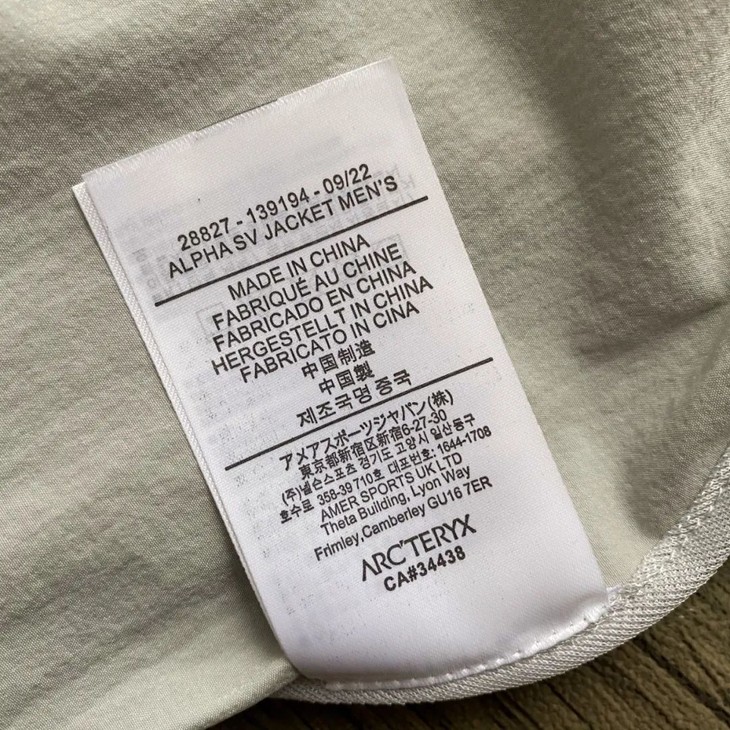 28827 - 139194 - 09/22
ALPHA SV JACKET MEN'S
MADE IN CHINA
FABRIQUÉ AU CHINE
FABRICADO EN CHINA
HERGESTELLT IN CHINA
FABRICATO IN CINA
中国制造
中国製
제조국명 중국
アメアスポーツジャパン(株)
東京都新宿区新宿6-27-30
(주)넬슨스포츠 경기도 고양시 일산동구
호수로 358-39 710호 대포번호: 1644-1708
AMER SPORTS UK LTD
Theta Building, Lyon Way
Frimley, Camberley GU16 7ER
ARC'TERYX
CA#34438